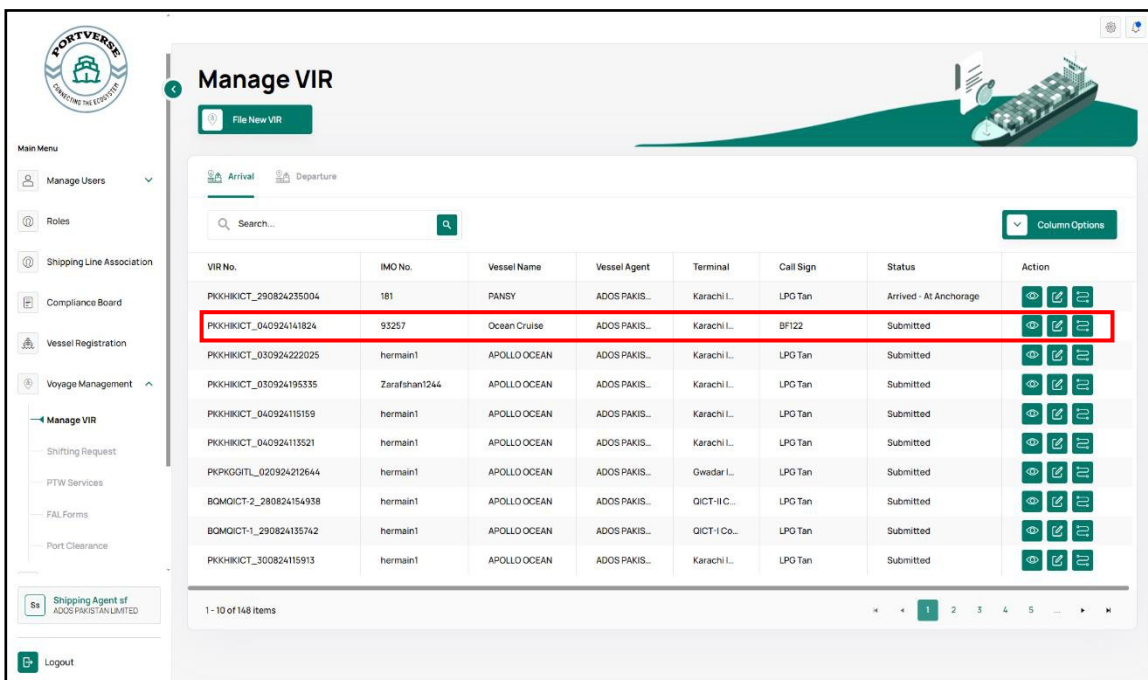 PORTVERSE
CONNECTING THE ECOSYSTEM
Manage VIR
File New VIR
Main Menu
Manage Users
Roles
Shipping Line Association
Compliance Board
Vessel Registration
Voyage Management
Manage VIR
Shifting Request
PTW Services
FAL Forms
Port Clearance
Ss Shipping Agent sf
ADOS PAKISTAN LIMITED
Logout
Arrival Departure
Search... Column Options
VIR No. IMO No. Vessel Name Vessel Agent Terminal Call Sign Status Action
PKKHIKICT_290824235004 181 PANSY ADOS PAKIS... Karachi I... LPG Tan Arrived - At Anchorage
PKKHIKICT_040924141824 93257 Ocean Cruise ADOS PAKIS... Karachi I... BF122 Submitted
PKKHIKICT_030924222025 hermain1 APOLLO OCEAN ADOS PAKIS... Karachi I... LPG Tan Submitted
PKKHIKICT_030924195335 Zarafshan1244 APOLLO OCEAN ADOS PAKIS... Karachi I... LPG Tan Submitted
PKKHIKICT_040924115159 hermain1 APOLLO OCEAN ADOS PAKIS... Karachi I... LPG Tan Submitted
PKKHIKICT_040924113521 hermain1 APOLLO OCEAN ADOS PAKIS... Karachi I... LPG Tan Submitted
PKPKGGITL_020924212644 hermain1 APOLLO OCEAN ADOS PAKIS... Gwadar I... LPG Tan Submitted
BQMQICT-2_280824154938 hermain1 APOLLO OCEAN ADOS PAKIS... QICT-II C... LPG Tan Submitted
BQMQICT-1_290824135742 hermain1 APOLLO OCEAN ADOS PAKIS... QICT-I Co... LPG Tan Submitted
PKKHIKICT_300824115913 hermain1 APOLLO OCEAN ADOS PAKIS... Karachi I... LPG Tan Submitted
1 - 10 of 148 items 1 2 3 4 5 ...